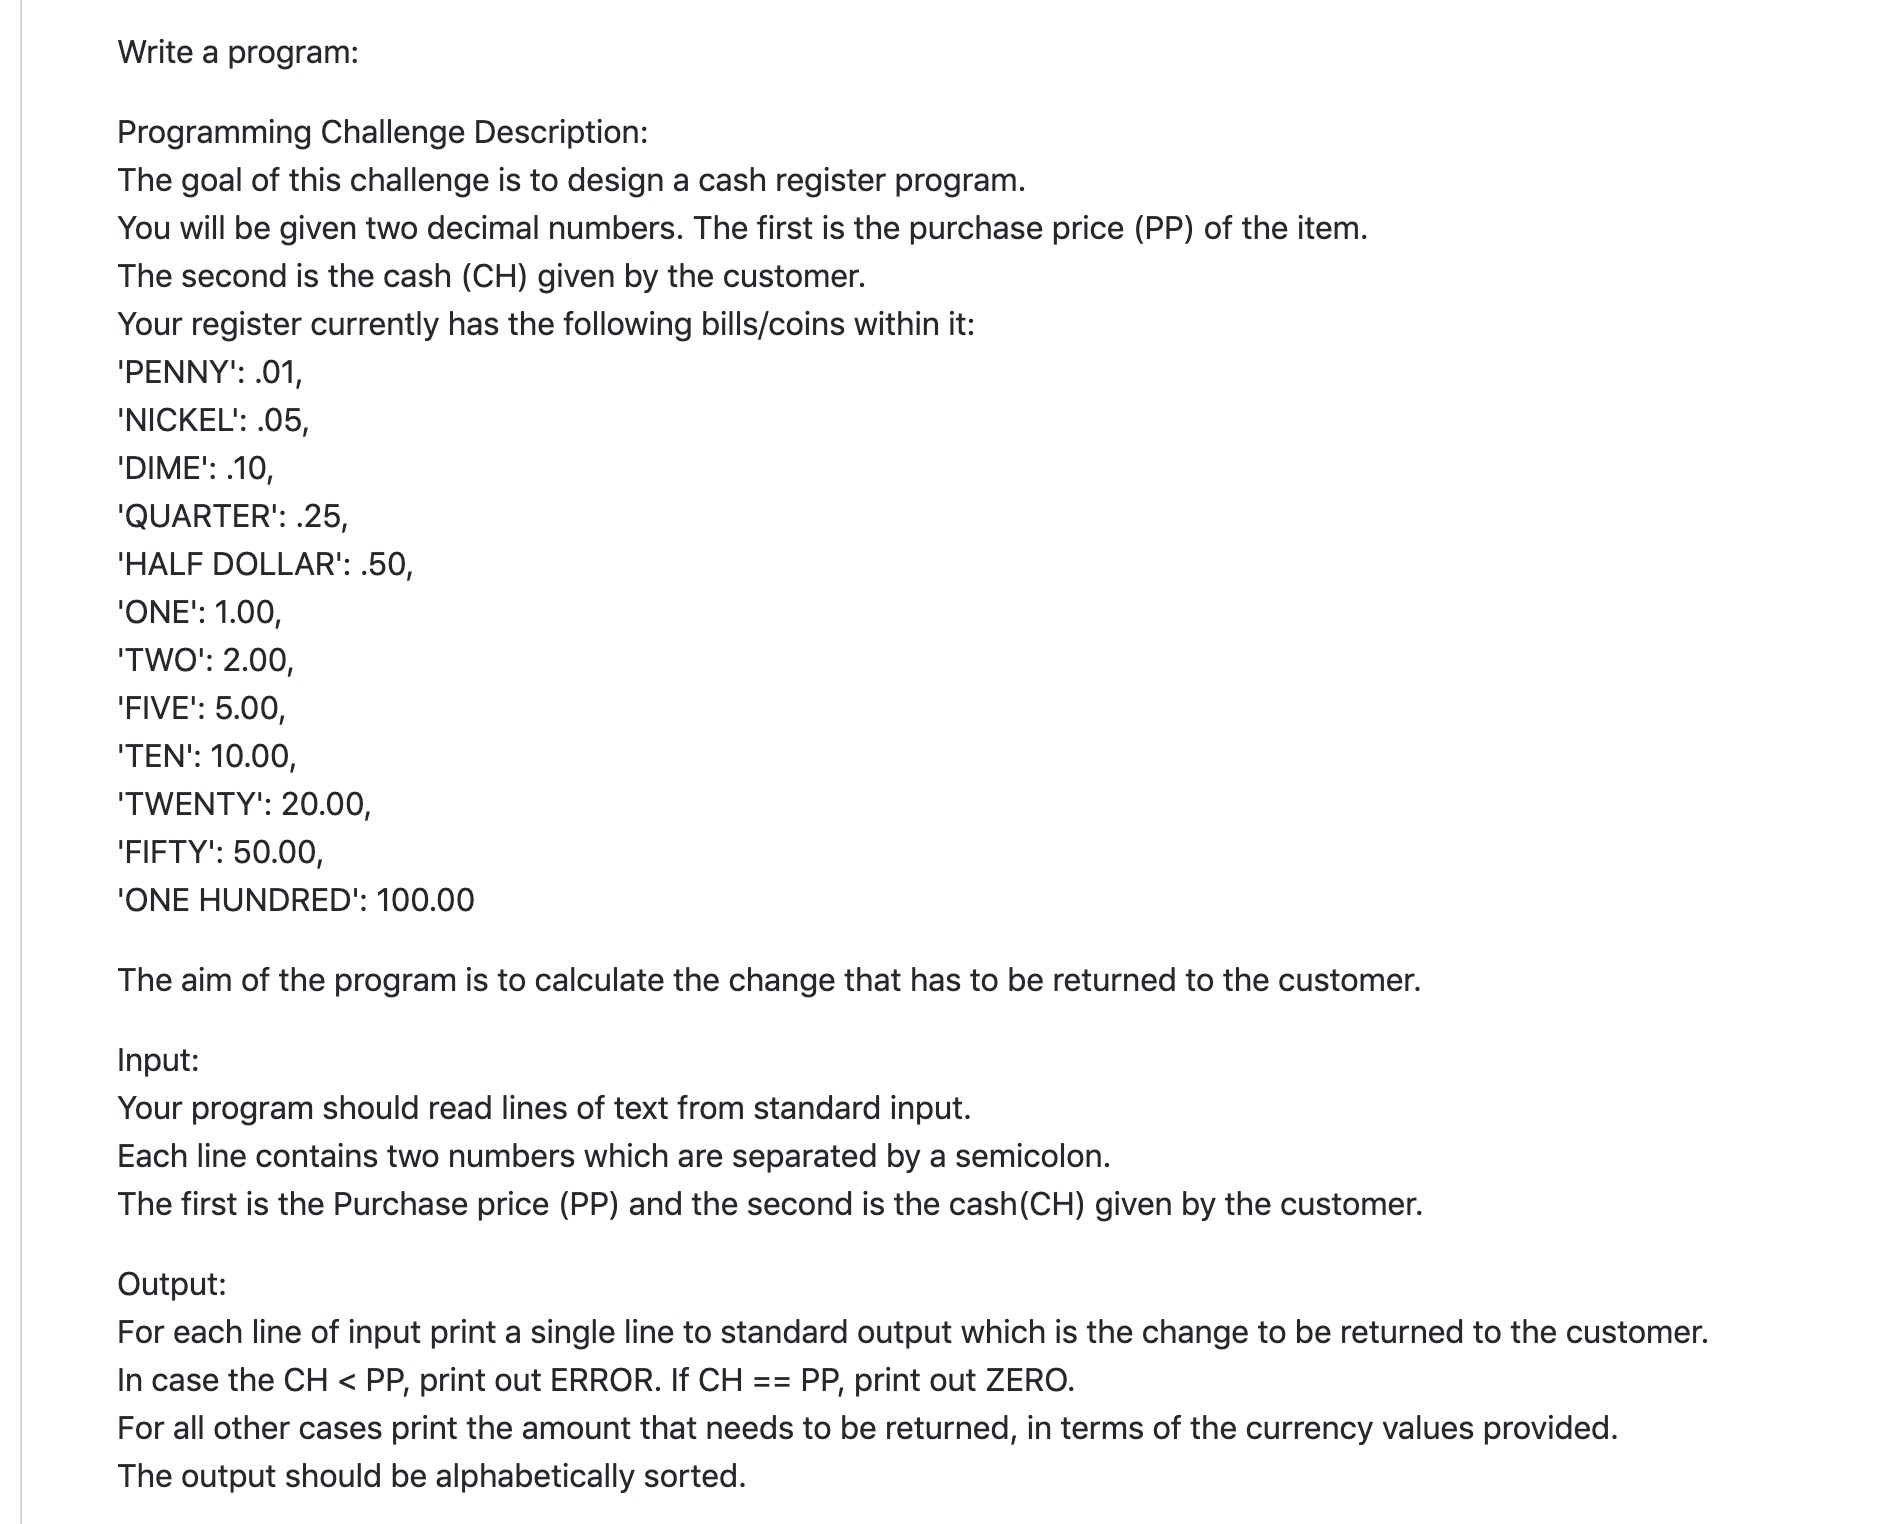 Write a program:
Programming Challenge Description:
The goal of this challenge is to design a cash register program.
You will be given two decimal numbers. The first is the purchase price (PP) of the item.
The second is the cash (CH) given by the customer.
Your register currently has the following bills/coins within it:
'PENNY': .01,
'NICKEL': .05,
'DIME': .10,
'QUARTER': .25,
'HALF DOLLAR': .50,
'ONE': 1.00,
'TWO': 2.00,
'FIVE': 5.00,
'TEN': 10.00,
'TWENTY': 20.00,
'FIFTY': 50.00,
'ONE HUNDRED': 100.00
The aim of the program is to calculate the change that has to be returned to the customer.
Input:
Your program should read lines of text from standard input.
Each line contains two numbers which are separated by a semicolon.
The first is the Purchase price (PP) and the second is the cash(CH) given by the customer.
Output:
For each line of input print a single line to standard output which is the change to be returned to the customer.
In case the CH < PP, print out ERROR. If CH == PP, print out ZERO.
For all other cases print the amount that needs to be returned, in terms of the currency values provided.
The output should be alphabetically sorted.